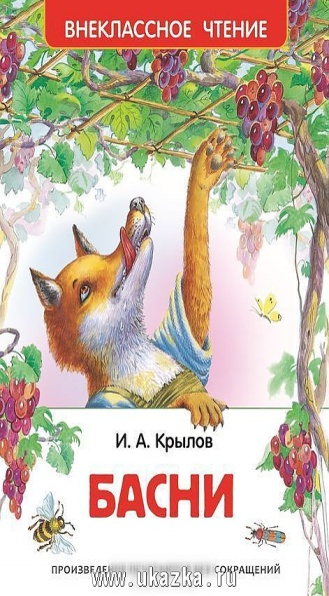 ВНЕКЛАССНОЕ ЧТЕНИЕ
И. А. Крылов
БАСНИ
ПРОИЗВЕДЕ СОКРАЩЕНИЙ
www.ukazka.ru